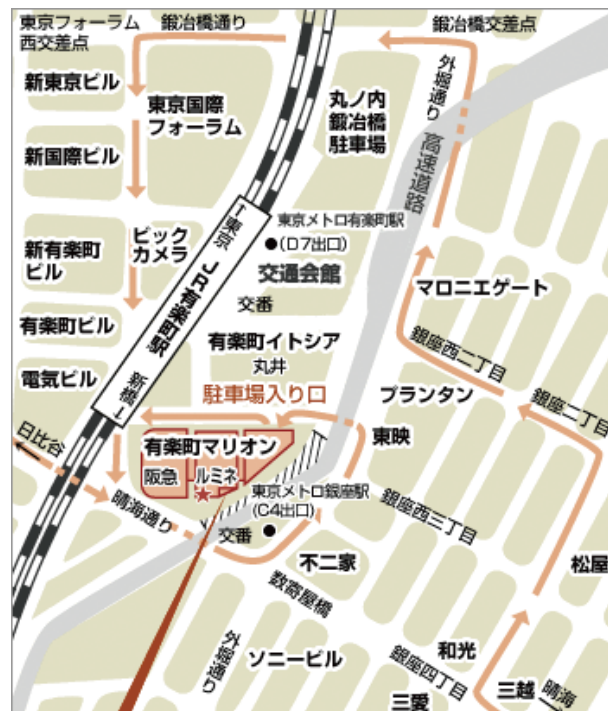 東京フォーラム
西交差点
鍛冶橋通り
鍛冶橋交差点
新東京ビル
東京国際
フォーラム
丸ノ内
鍛冶橋
駐車場
外堀通り
高速道路
新国際ビル
東京メトロ有楽町駅
(D7出口)
新有楽町
ビル
ビック
カメラ
←東京 JR有楽町駅 新橋→
交通会館
マロニエゲート
交番
有楽町ビル
有楽町イトシア
丸井
銀座西二丁目
電気ビル
駐車場入り口
プランタン
銀座二丁目
日比谷
有楽町マリオン
東映
阪急
ルミネ
晴海通り
東京メトロ銀座駅
(C4出口)
銀座西三丁目
交番
不二家
松屋
数寄屋橋
外堀通り
ソニービル
和光
銀座四丁目
三越
晴海
三愛